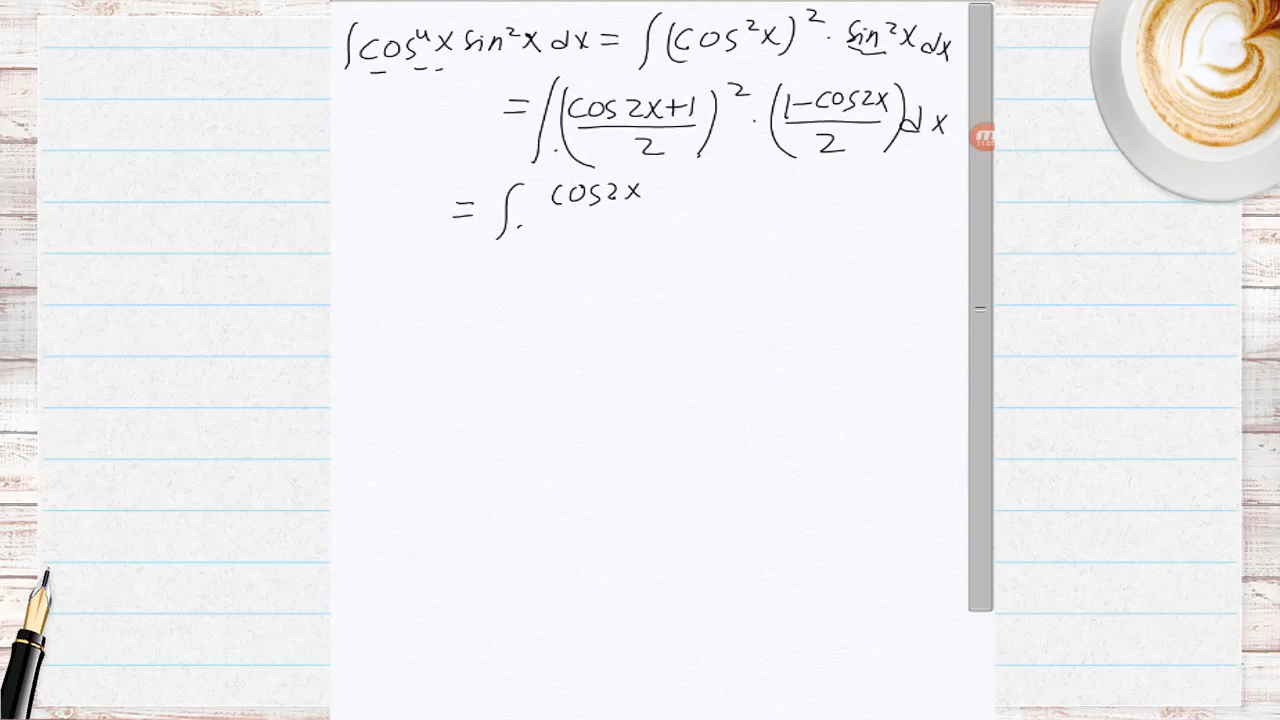 ∫cos⁴x sin²x dx = ∫(cos²x)² · sin²x dx
= ∫((cos2x+1)/2)² · ((1-cos2x)/2) dx
= ∫ cos2x